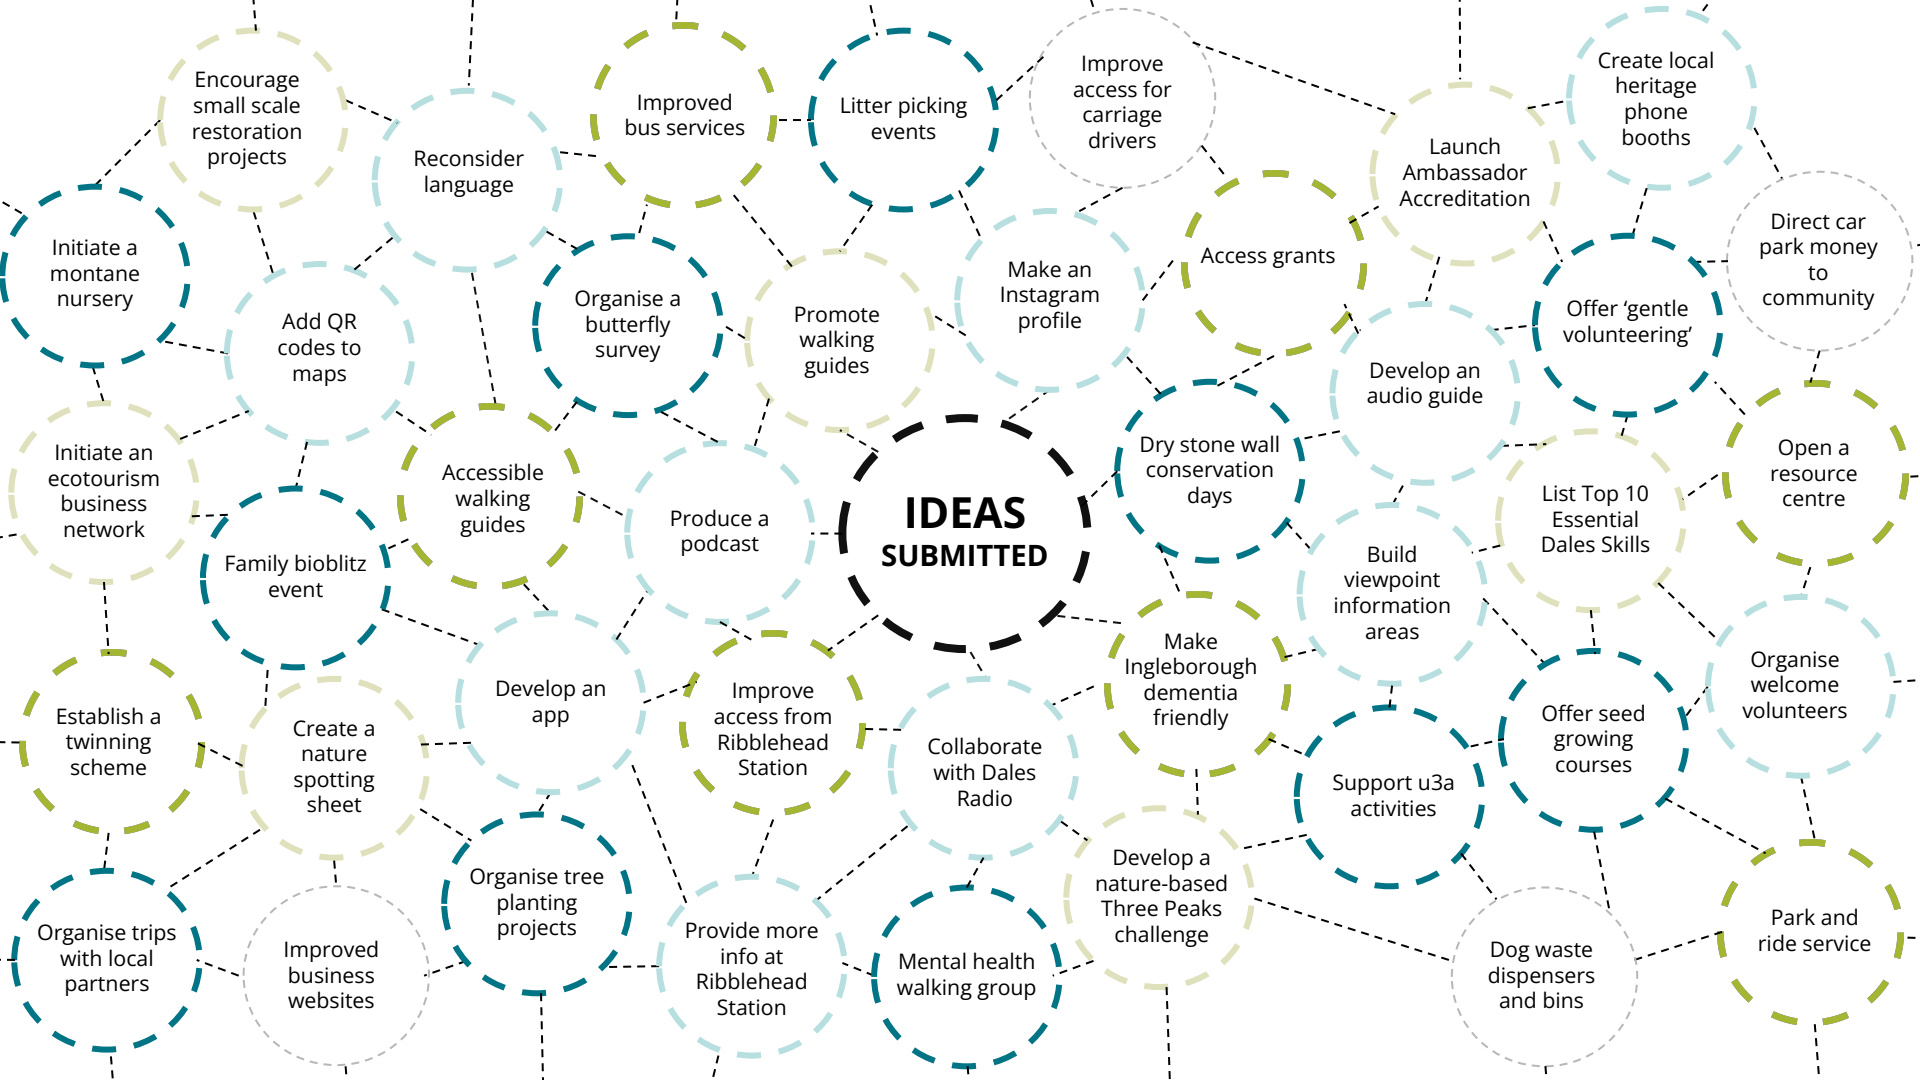 Encourage
small scale
restoration
projects
Reconsider
language
Improved
bus services
Litter picking
events
Improve
access for
carriage
drivers
Launch
Ambassador
Accreditation
Create local
heritage
phone
booths
Initiate a
montane
nursery
Add QR
codes to
maps
Organise a
butterfly
survey
Promote
walking
guides
Make an
Instagram
profile
Access grants
Develop an
audio guide
Offer ‘gentle
volunteering’
Direct car
park money
to
community
Initiate an
ecotourism
business
network
Family bioblitz
event
Accessible
walking
guides
Produce a
podcast
IDEAS
SUBMITTED
Dry stone wall
conservation
days
Build
viewpoint
information
areas
List Top 10
Essential
Dales Skills
Open a
resource
centre
Establish a
twinning
scheme
Create a
nature
spotting
sheet
Develop an
app
Improve
access from
Ribblehead
Station
Collaborate
with Dales
Radio
Make
Ingleborough
dementia
friendly
Support u3a
activities
Offer seed
growing
courses
Organise
welcome
volunteers
Organise trips
with local
partners
Improved
business
websites
Organise tree
planting
projects
Provide more
info at
Ribblehead
Station
Mental health
walking group
Develop a
nature-based
Three Peaks
challenge
Dog waste
dispensers
and bins
Park and
ride service